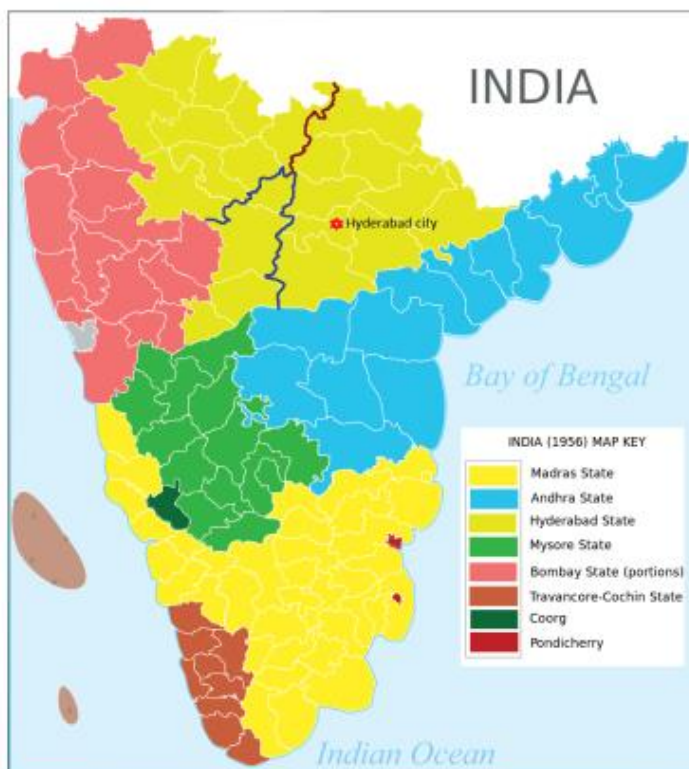 INDIA
Hyderabad city
Bay of Bengal
INDIA (1956) MAP KEY
Madras State
Andhra State
Hyderabad State
Mysore State
Bombay State (portions)
Travancore-Cochin State
Coorg
Pondicherry
Indian Ocean